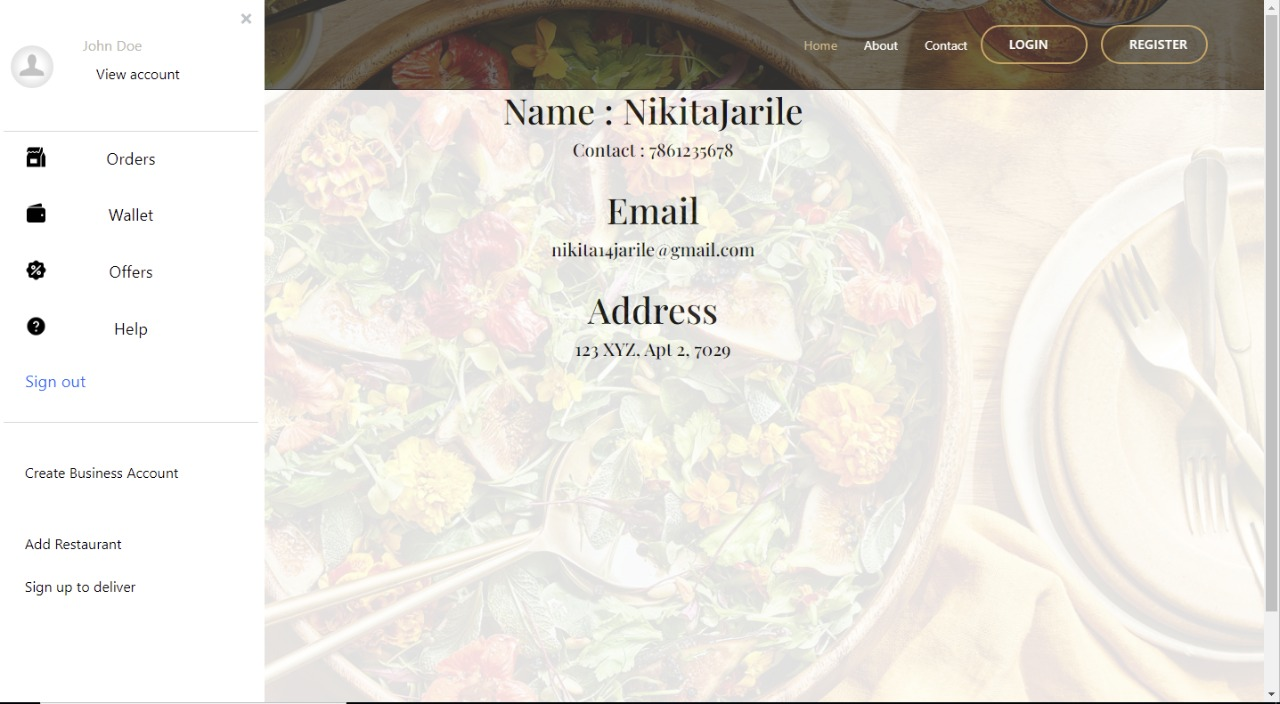 ×
John Doe
View account
Orders
Wallet
Offers
Help
Sign out
Create Business Account
Add Restaurant
Sign up to deliver
Home About Contact LOGIN REGISTER
Name : NikitaJarile
Contact : 7861235678
Email
nikita14jarile@gmail.com
Address
123 XYZ, Apt 2, 7029